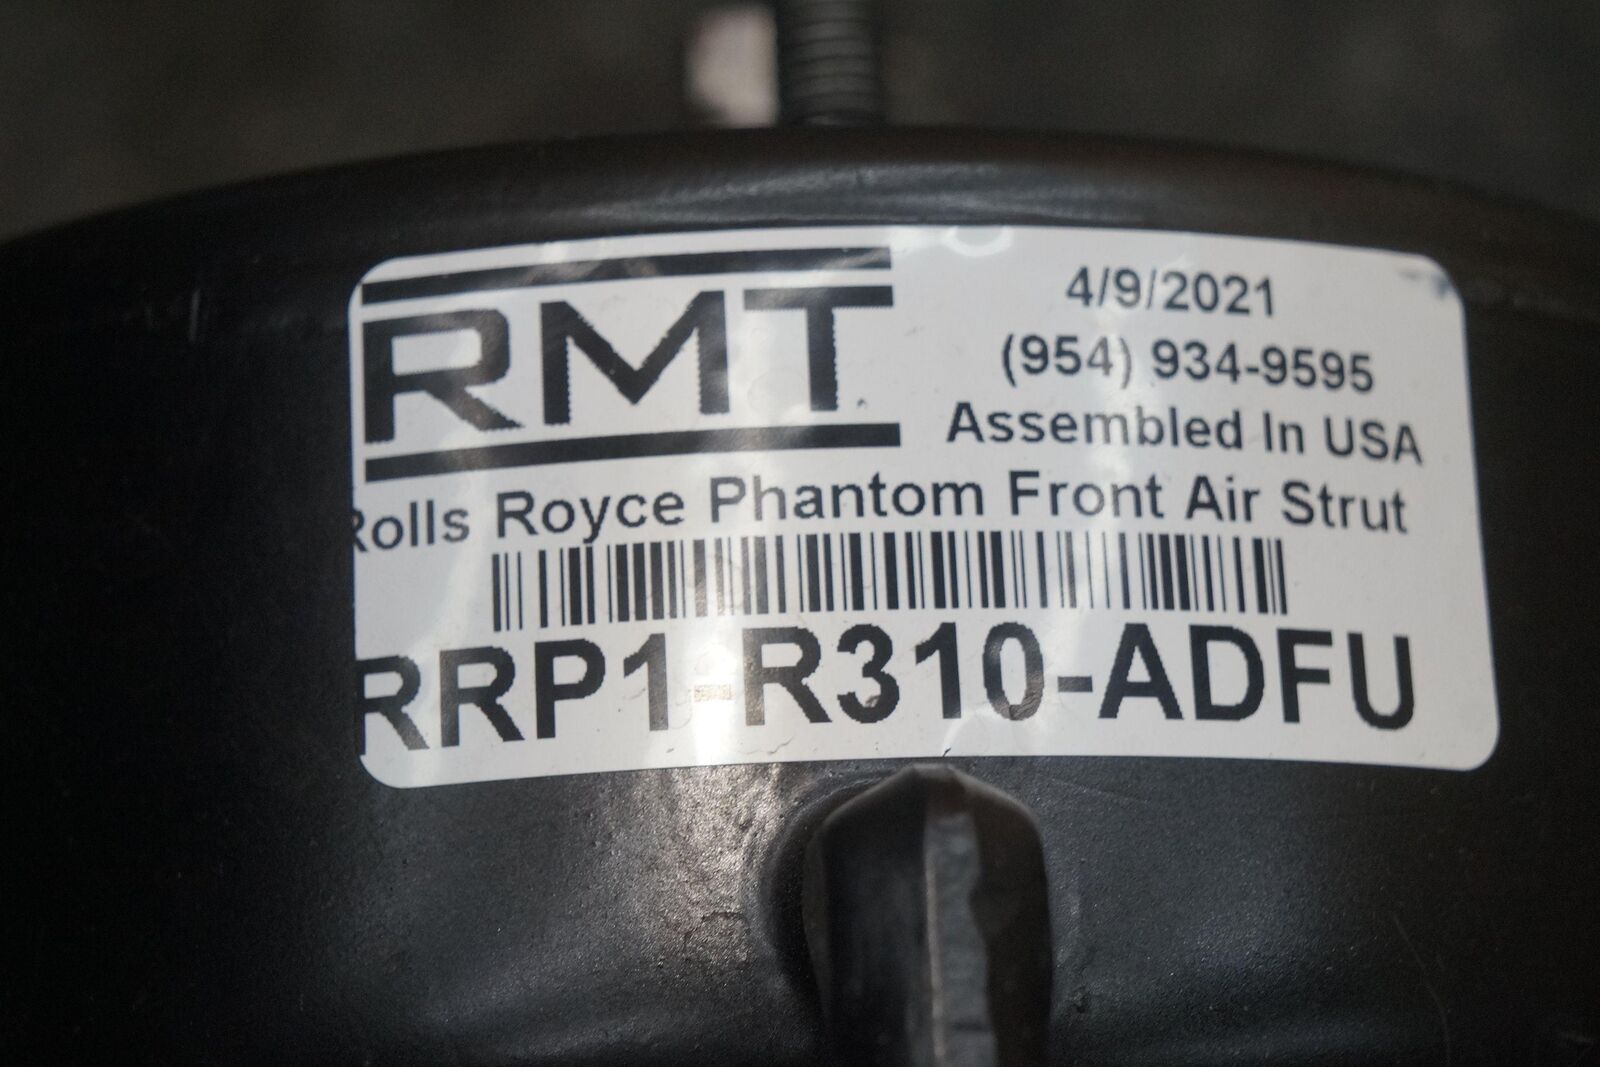 RMT
4/9/2021
(954) 934-9595
Assembled In USA
Rolls Royce Phantom Front Air Strut
RRP1-R310-ADFU